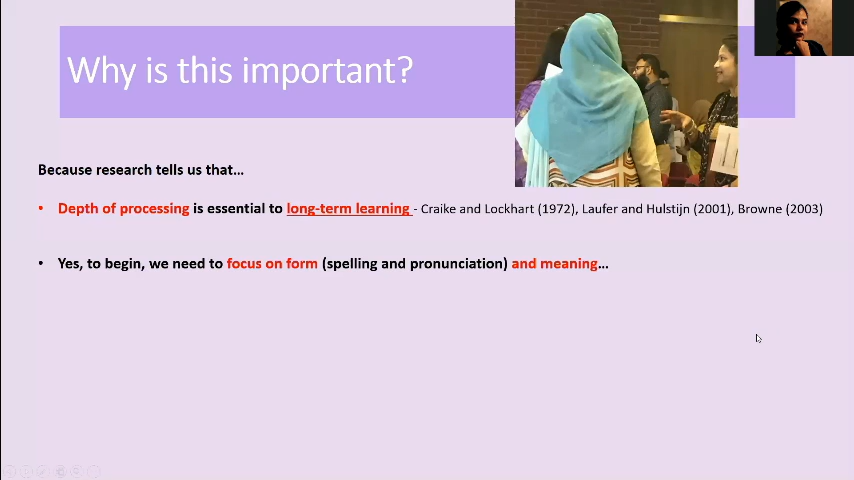 Why is this important?
Because research tells us that...
• Depth of processing is essential to long-term learning - Craike and Lockhart (1972), Laufer and Hulstijn (2001), Browne (2003)
• Yes, to begin, we need to focus on form (spelling and pronunciation) and meaning...